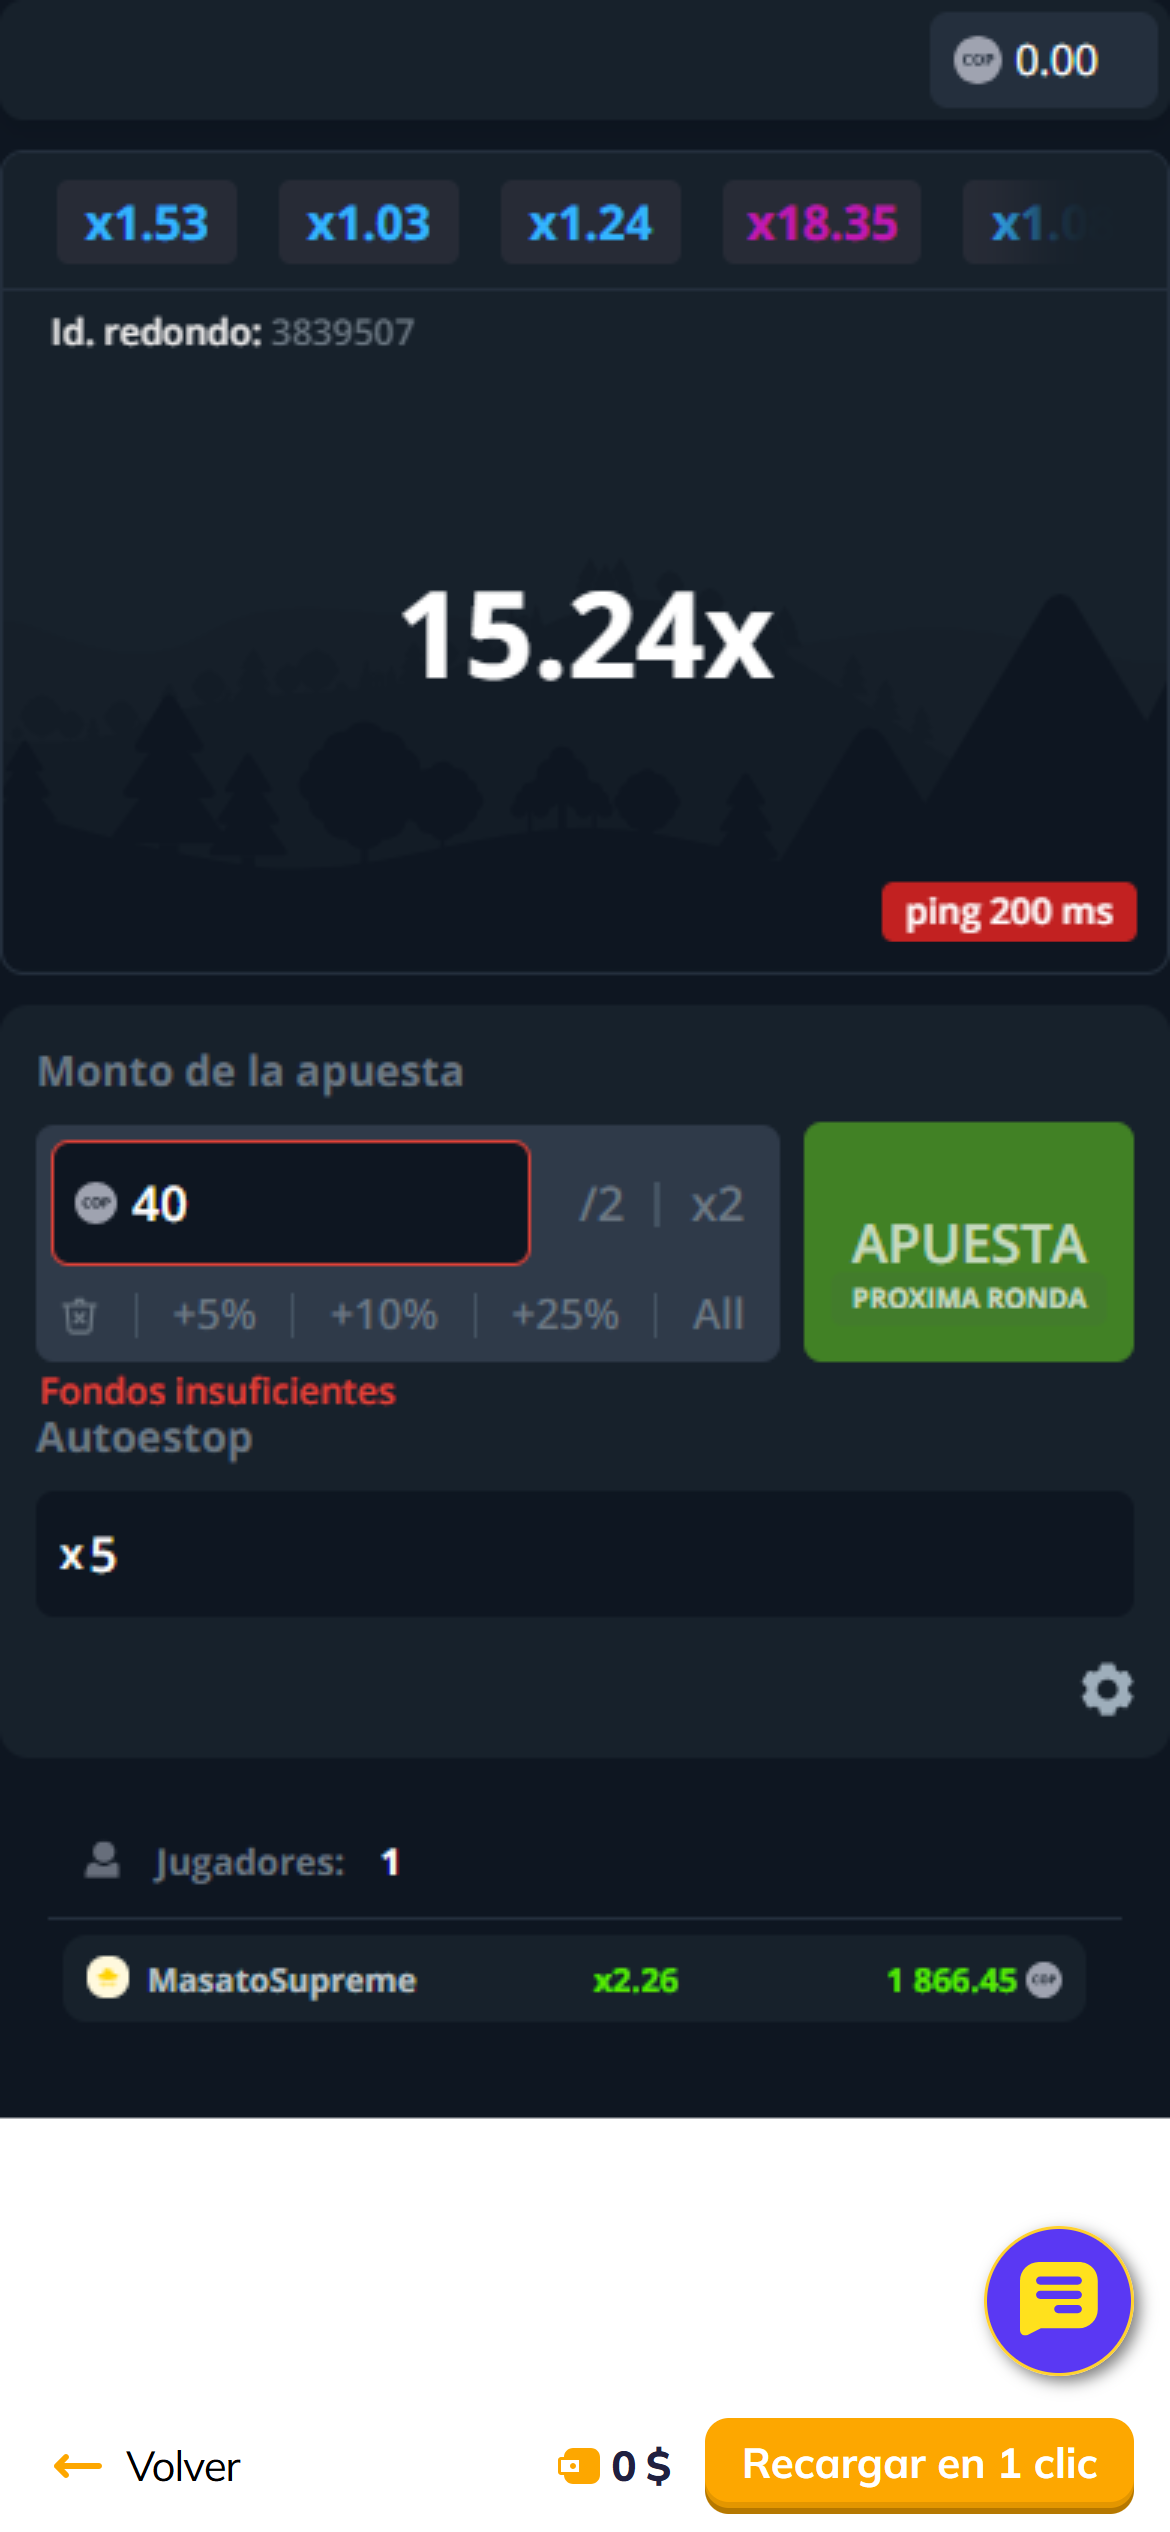 COP 0.00
x1.53 x1.03 x1.24 x18.35 x1.0
Id. redondo: 3839507
15.24x
ping 200 ms
Monto de la apuesta
COP 40 /2 | x2
APUESTA
PROXIMA RONDA
+5% | +10% | +25% | All
Fondos insuficientes
Autoestop
x 5
Jugadores: 1
MasatoSupreme x2.26 1 866.45 COP
← Volver
0 $
Recargar en 1 clic